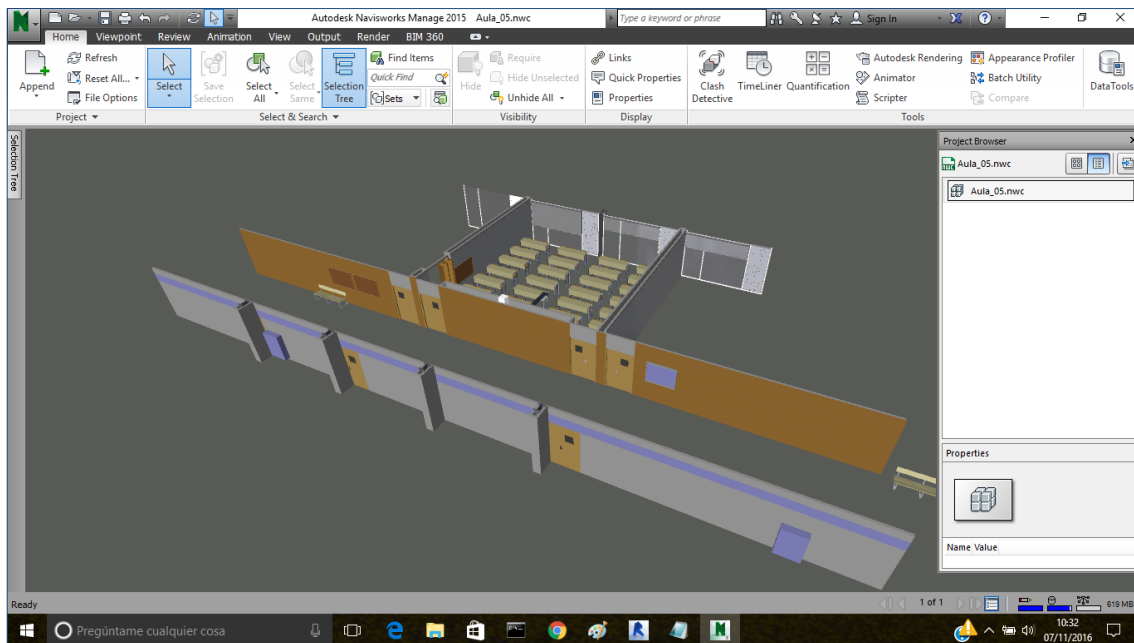 Autodesk Navisworks Manage 2015 Aula_05.nwc
Type a keyword or phrase
Sign In
Home Viewpoint Review Animation View Output Render BIM 360
Append
Refresh
Reset All...
File Options
Project
Select
Save Selection
Select All
Select Same
Selection Tree
Find Items
Quick Find
Sets
Select & Search
Hide
Require
Hide Unselected
Unhide All
Visibility
Links
Quick Properties
Properties
Display
Clash Detective
TimeLiner
Quantification
Autodesk Rendering
Animator
Scripter
Appearance Profiler
Batch Utility
Compare
Tools
DataTools
Selection Tree
Project Browser
Aula_05.nwc
Aula_05.nwc
Properties
Name Value
Ready
1 of 1
619 MB
Pregúntame cualquier cosa
10:32
07/11/2016